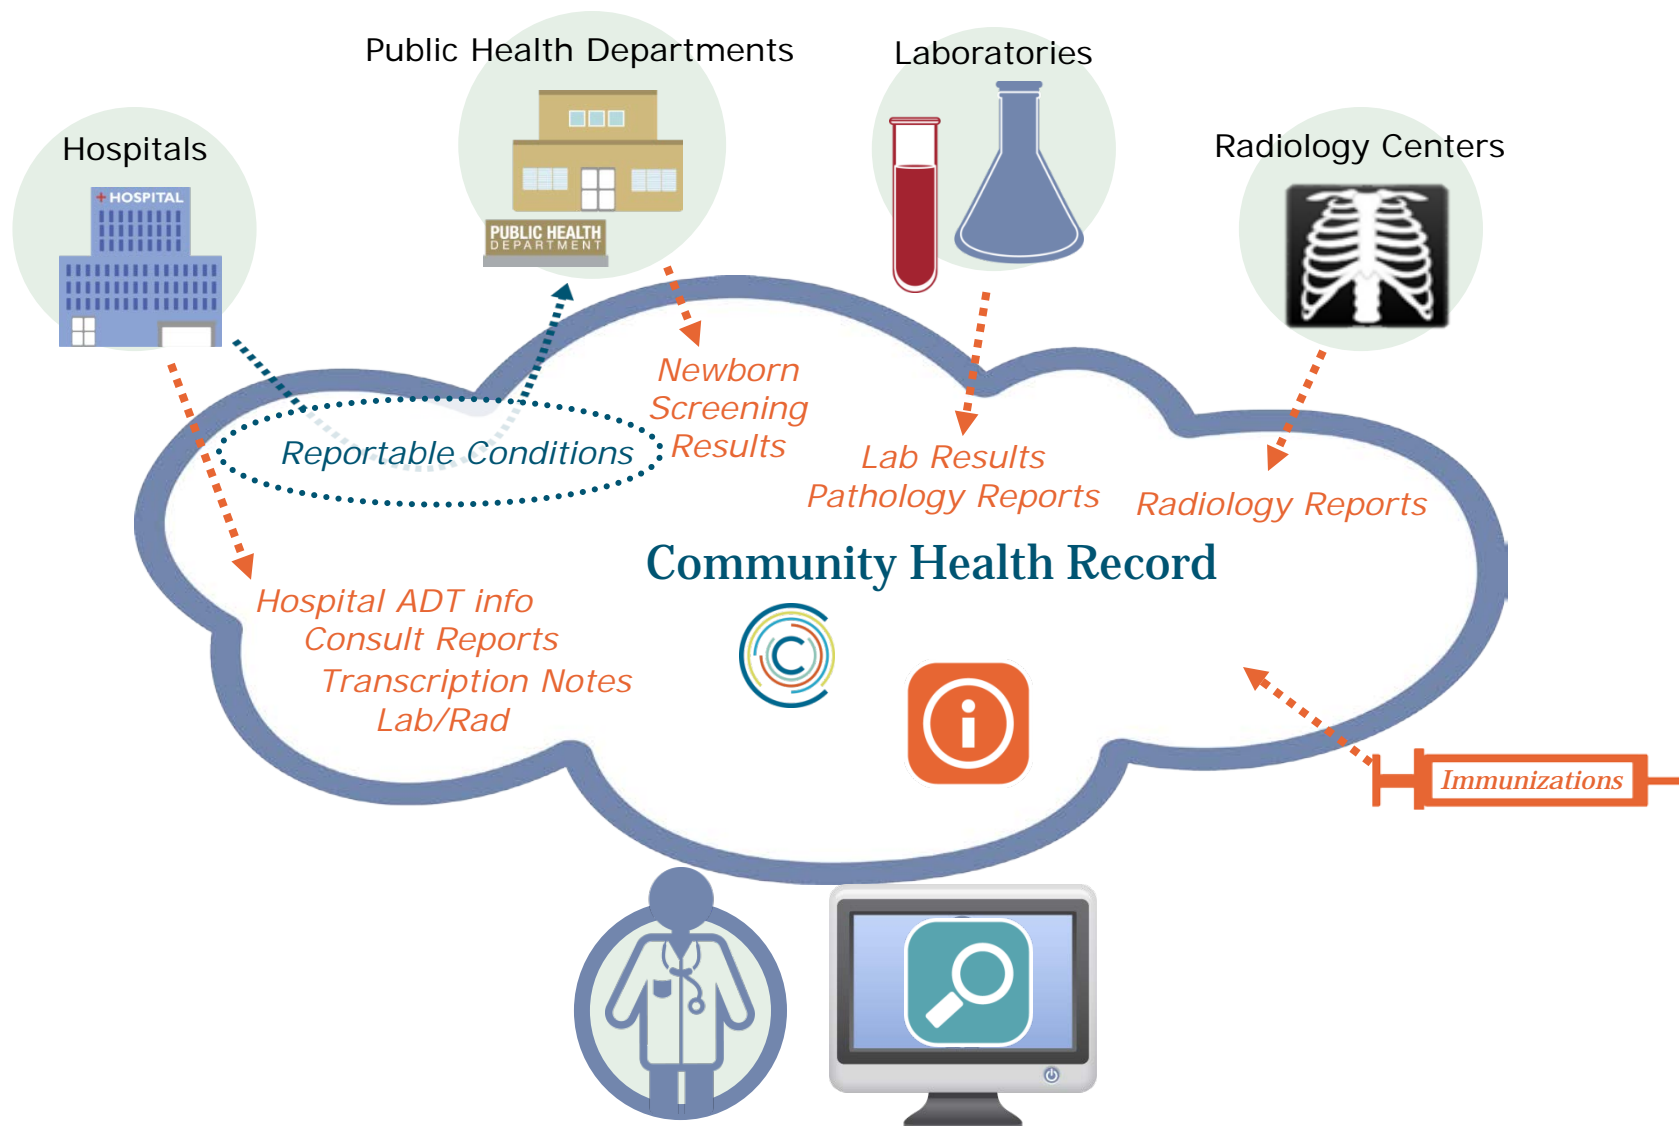 Public Health Departments
Laboratories
Hospitals
Radiology Centers
+HOSPITAL
PUBLIC HEALTH
DEPARTMENT
Newborn
Screening
Results
Reportable Conditions
Lab Results
Pathology Reports
Radiology Reports
Community Health Record
Hospital ADT info
Consult Reports
Transcription Notes
Lab/Rad
C
i
Immunizations